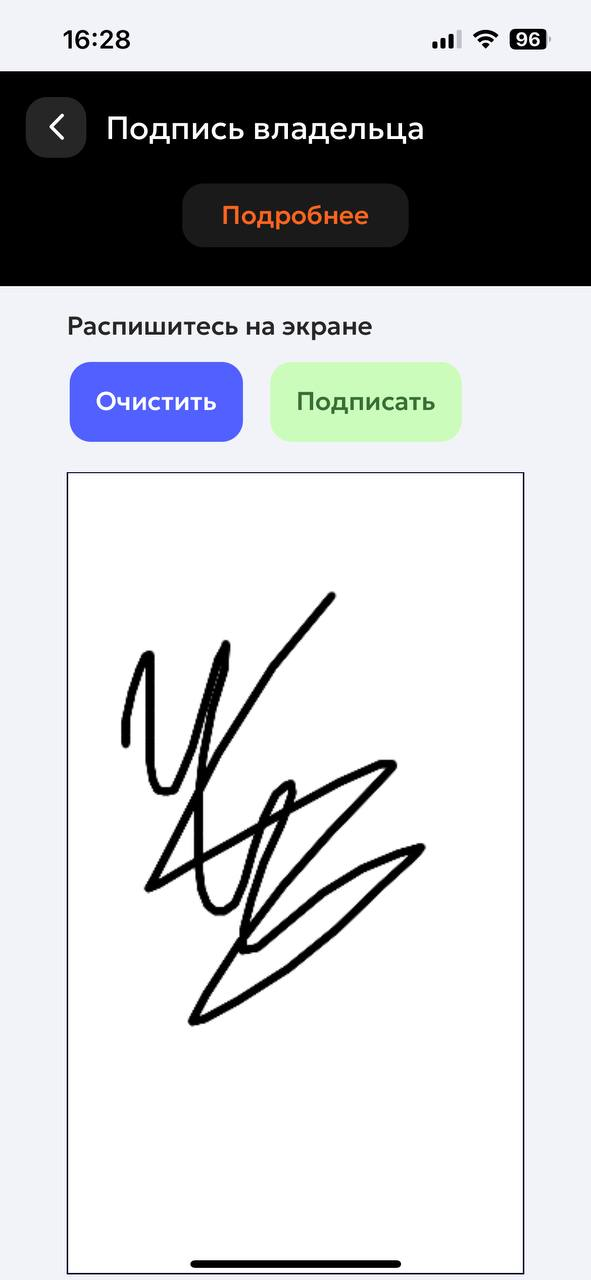 16:28
96
Подпись владельца
Подробнее
Распишитесь на экране
Очистить
Подписать